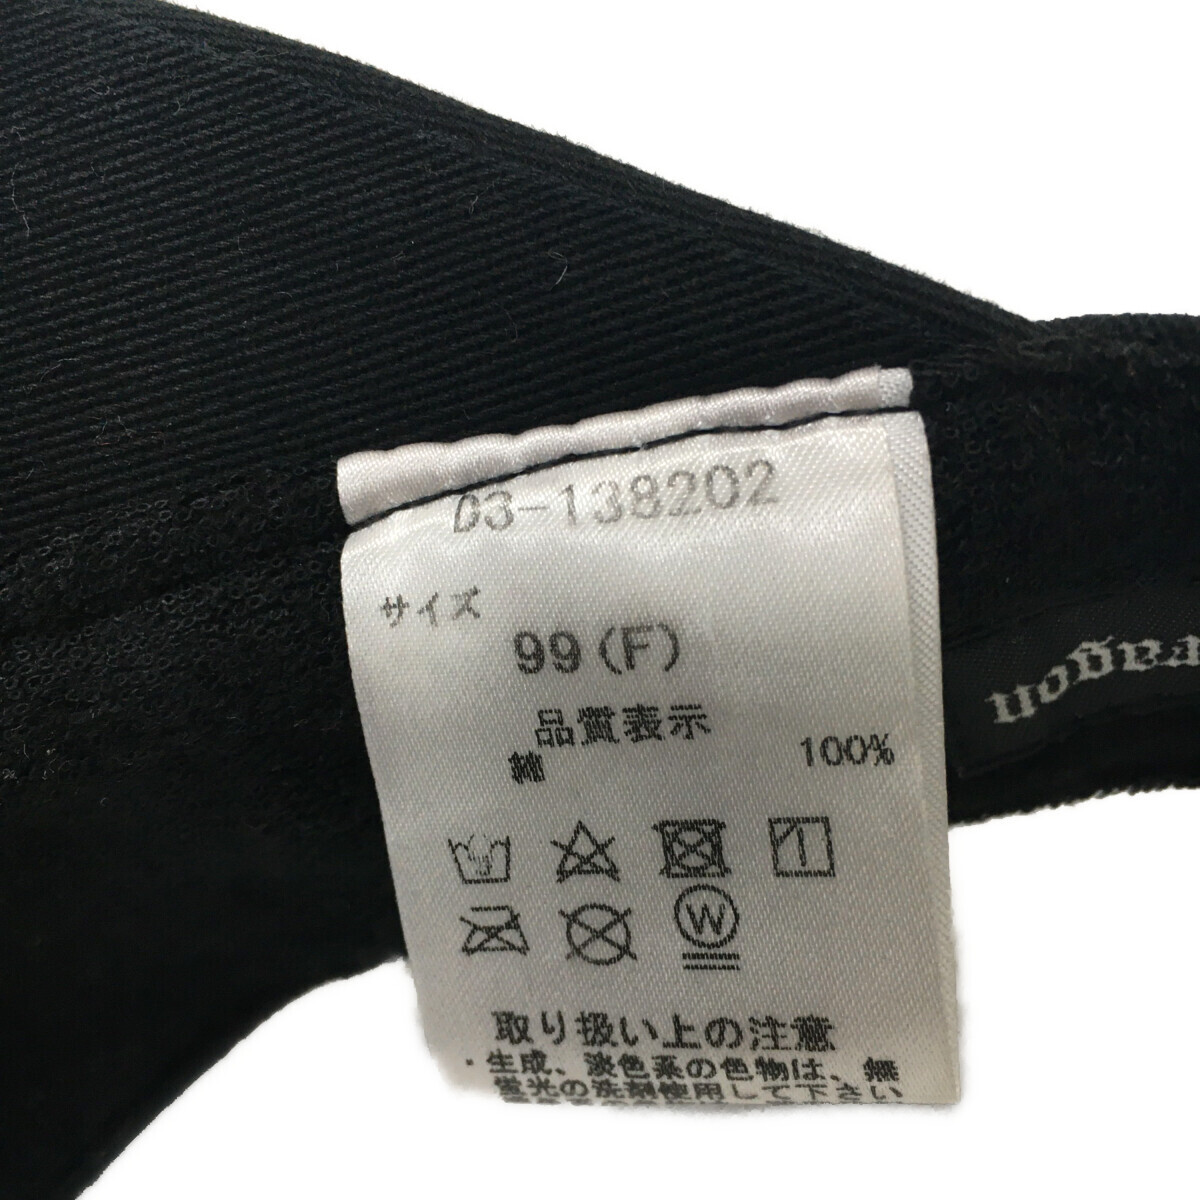 03-138202
サイズ
99(F)
品質表示
綿 100%
W
取り扱い上の注意
・生成、淡色系の色物は、無
蛍光の洗剤使用して下さい